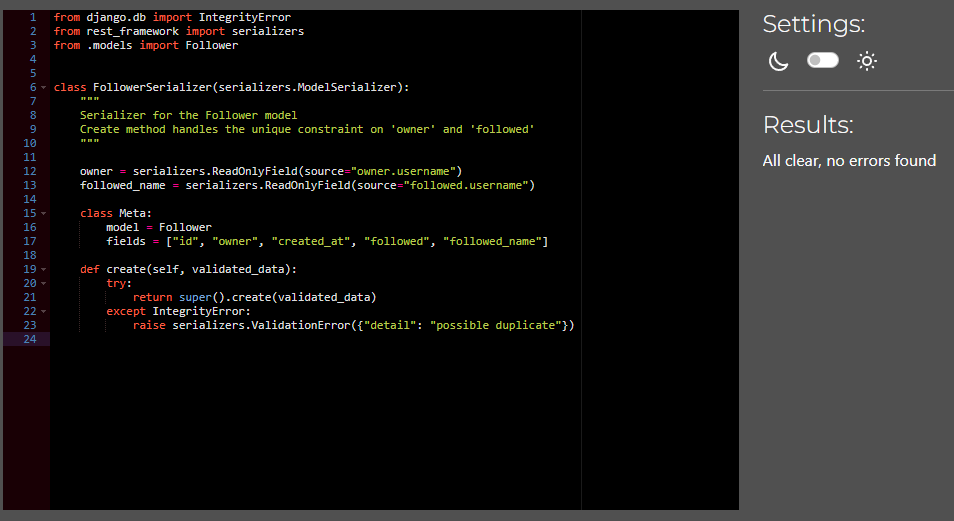 1 from django.db import IntegrityError
2 from rest_framework import serializers
3 from .models import Follower
4
5
6 class FollowerSerializer(serializers.ModelSerializer):
7     """
8     Serializer for the Follower model
9     Create method handles the unique constraint on 'owner' and 'followed'
10     """
11
12     owner = serializers.ReadOnlyField(source="owner.username")
13     followed_name = serializers.ReadOnlyField(source="followed.username")
14
15     class Meta:
16         model = Follower
17         fields = ["id", "owner", "created_at", "followed", "followed_name"]
18
19     def create(self, validated_data):
20         try:
21             return super().create(validated_data)
22         except IntegrityError:
23             raise serializers.ValidationError({"detail": "possible duplicate"})
24
Settings:
Results:
All clear, no errors found